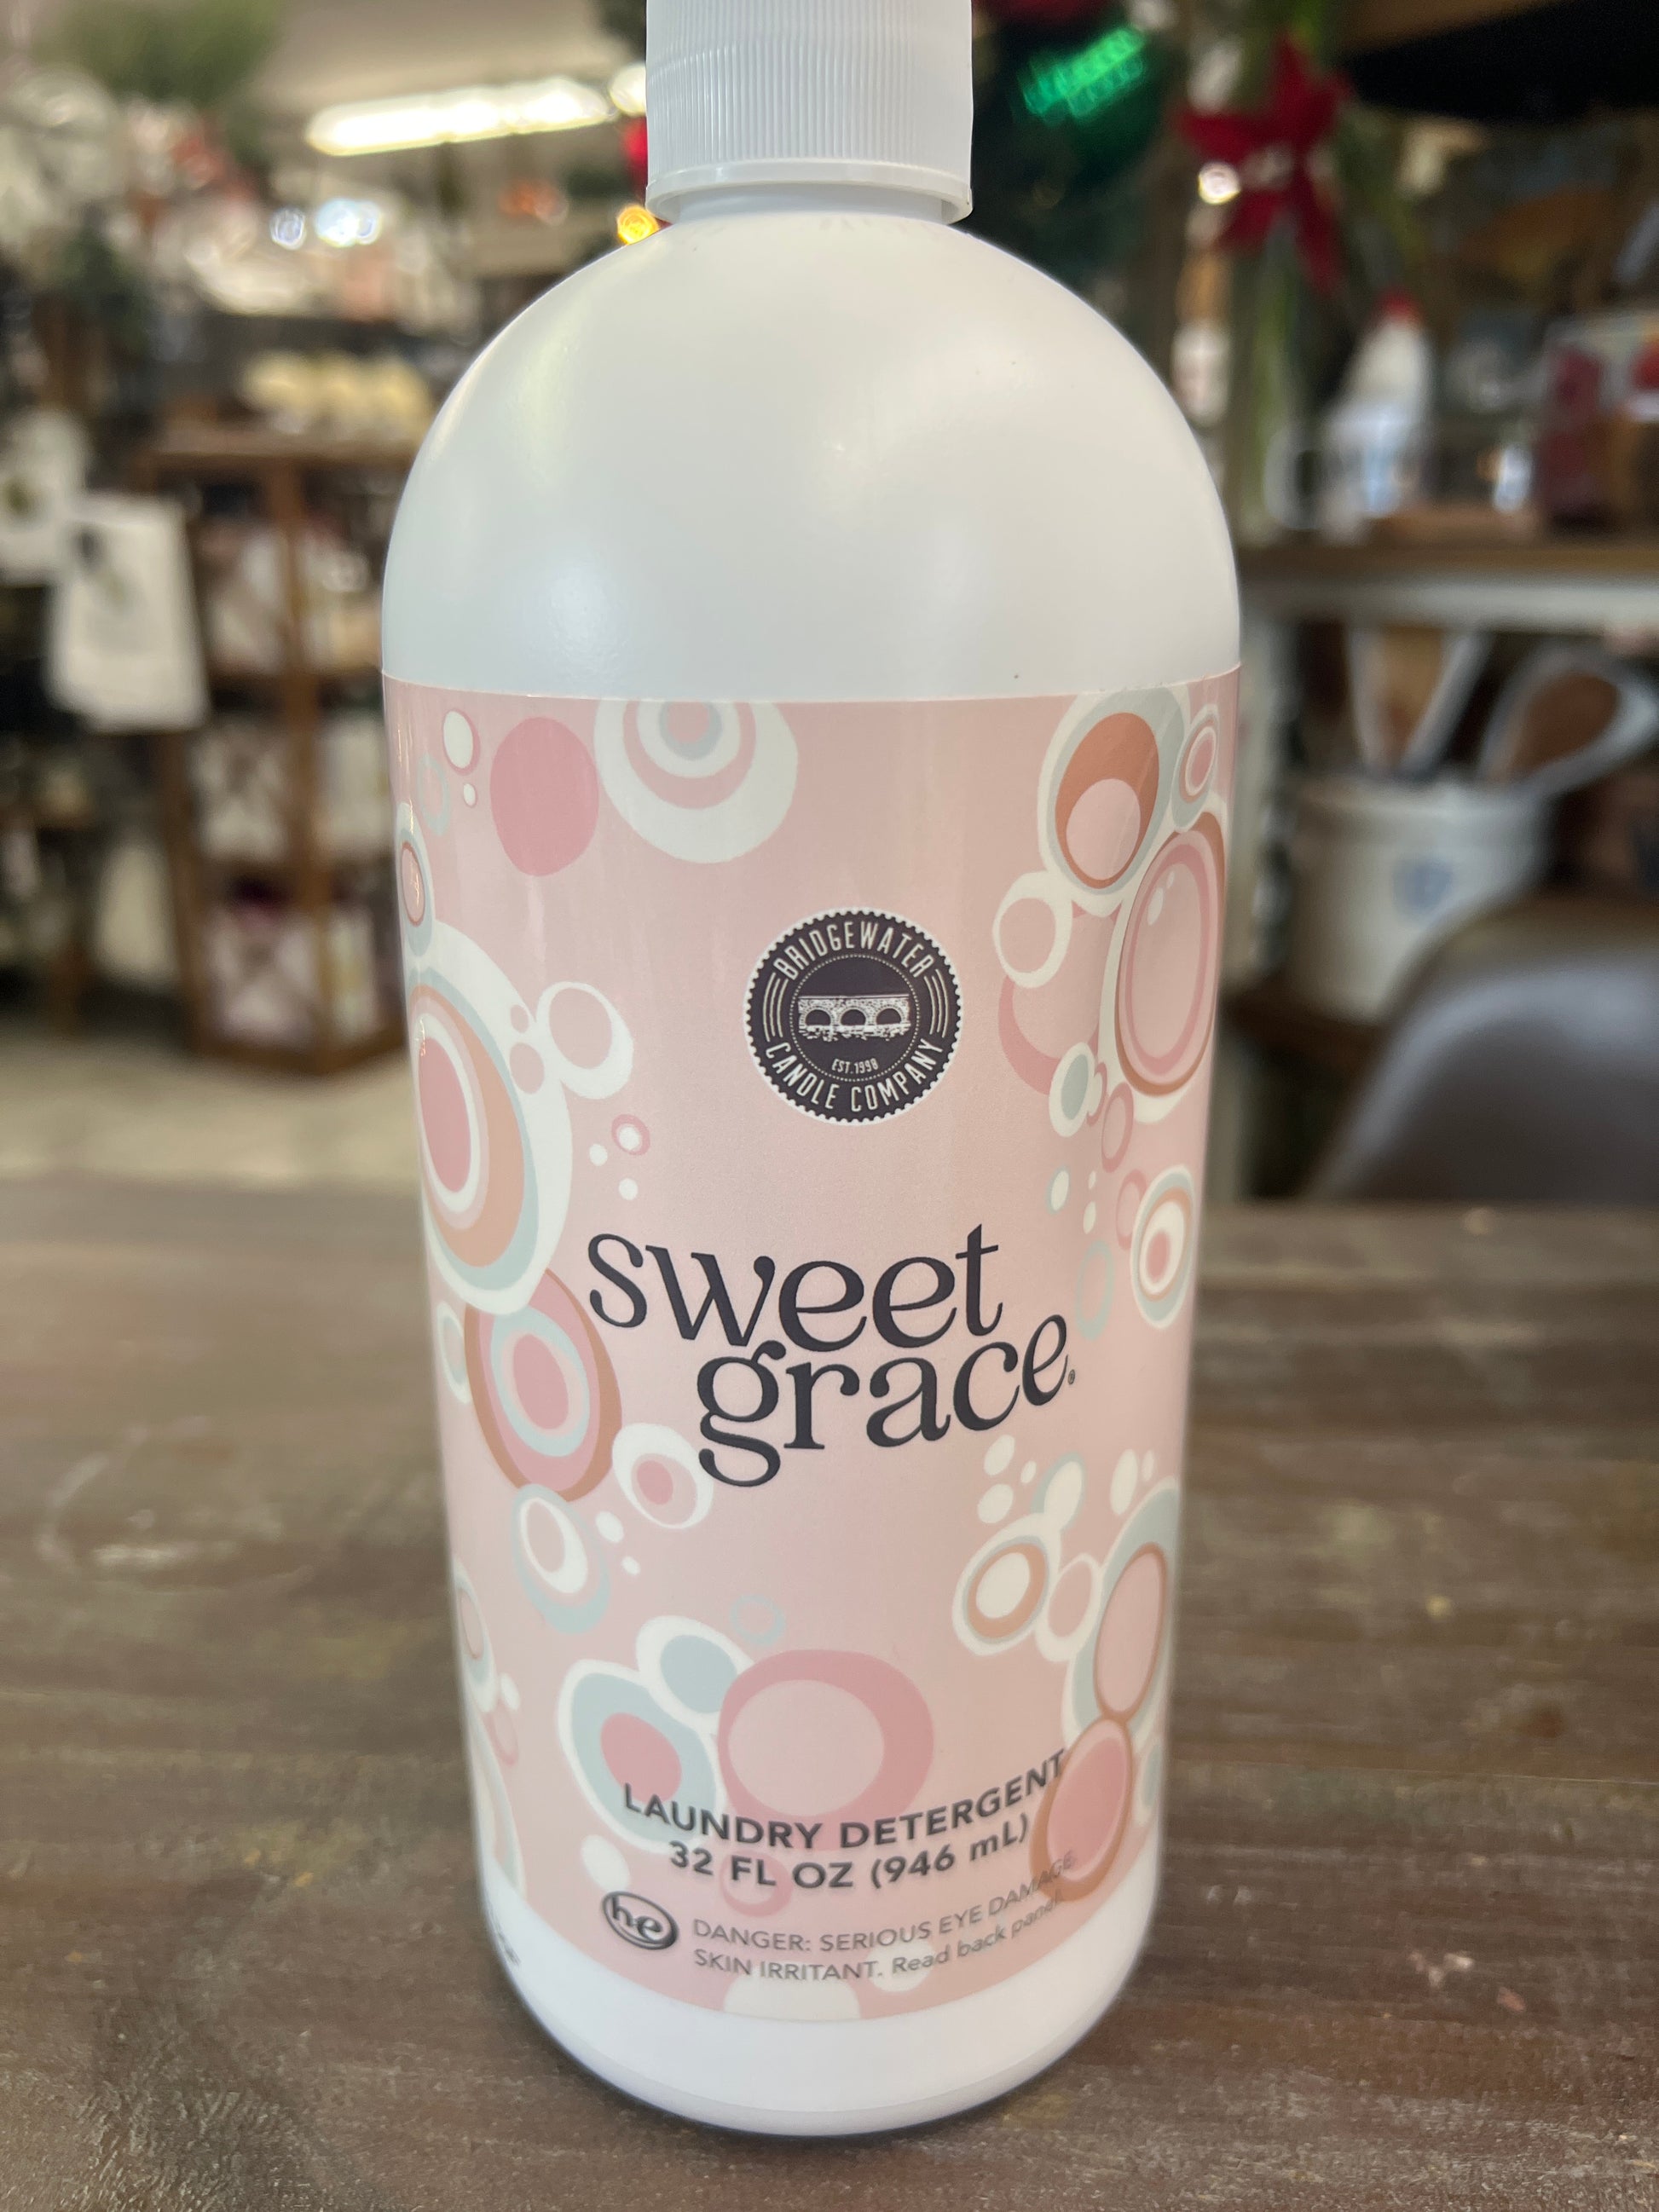 BRIDGEWATER
EST. 1998
CANDLE COMPANY
sweet
grace®
LAUNDRY DETERGENT
32 FL OZ (946 mL)
he
DANGER: SERIOUS EYE DAMAGE.
SKIN IRRITANT. Read back panel.